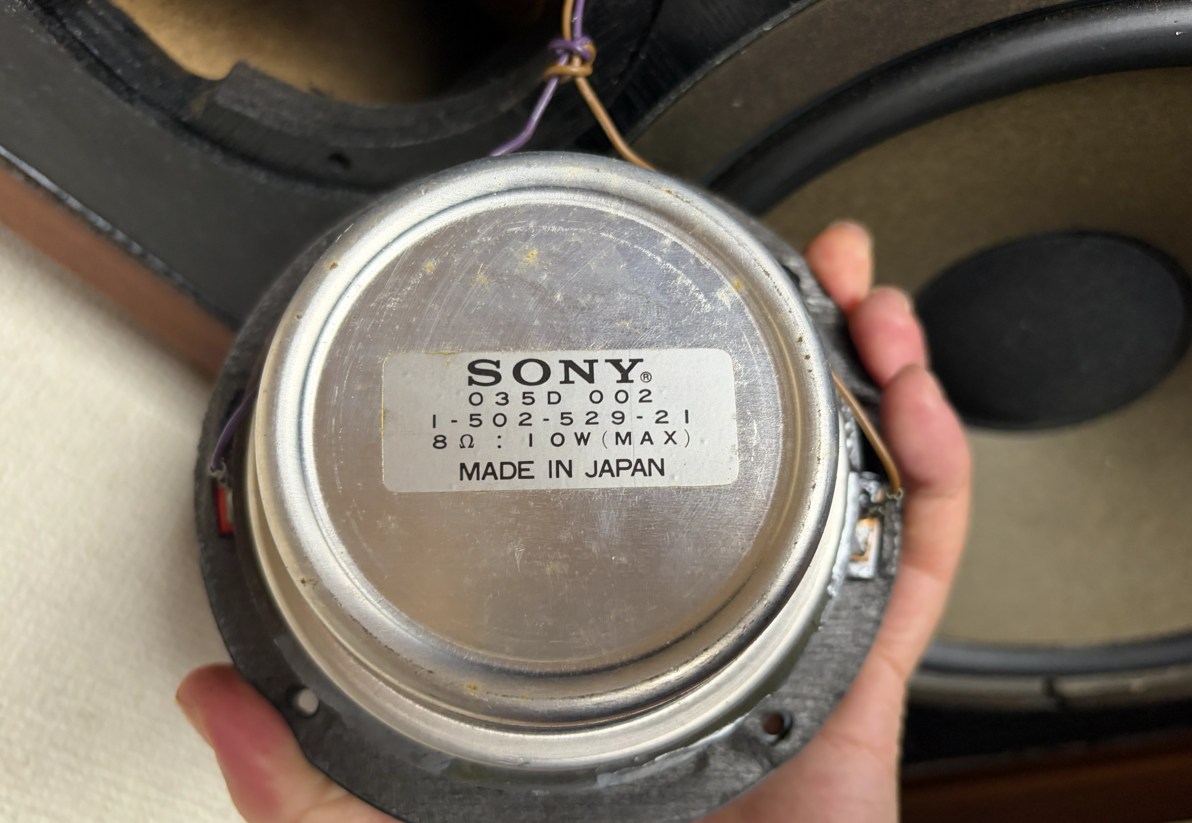 SONY®
035D 002
1-502-529-21
8Ω : 10W(MAX)
MADE IN JAPAN